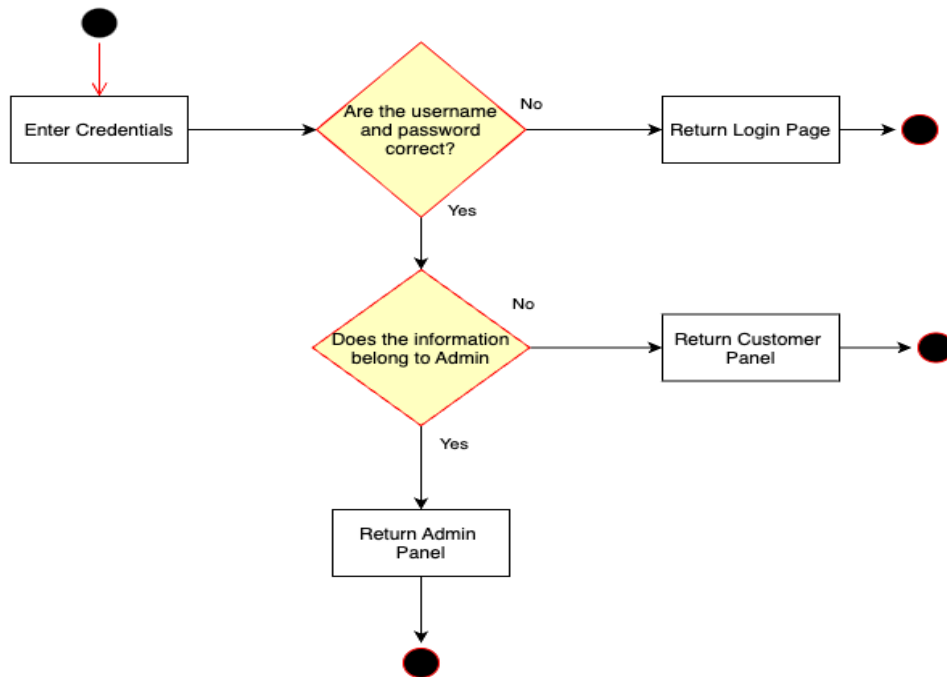 Enter Credentials
Are the username
and password
correct?
No
Return Login Page
Yes
Does the information
belong to Admin
No
Return Customer
Panel
Yes
Return Admin
Panel